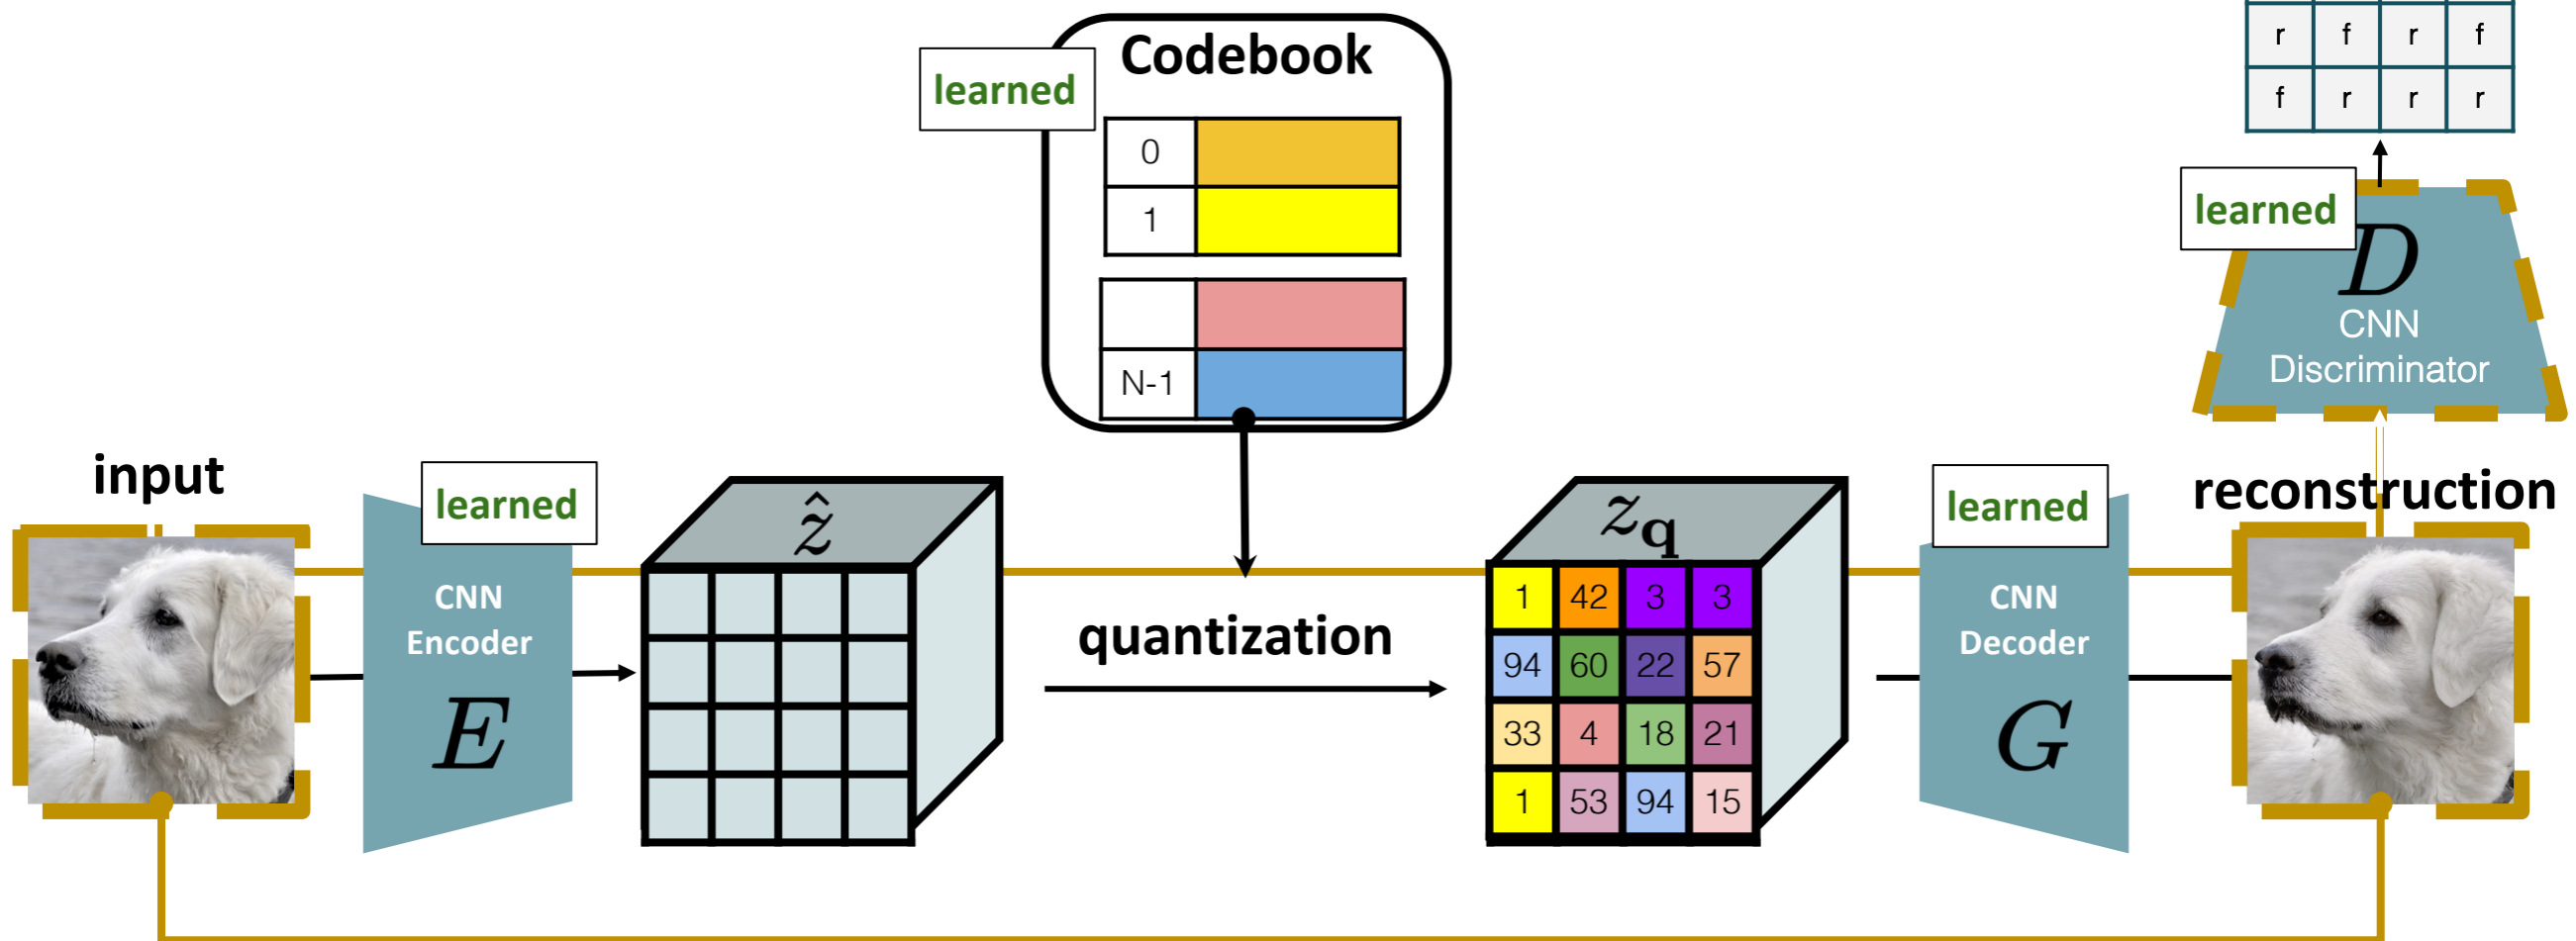 Codebook
learned
0
1
N-1
r f r f
f r r r
learned
D
CNN
Discriminator
input
learned
CNN
Encoder
E
ẑ
quantization
z_q
1 42 3 3
94 60 22 57
33 4 18 21
1 53 94 15
learned
CNN
Decoder
G
reconstruction